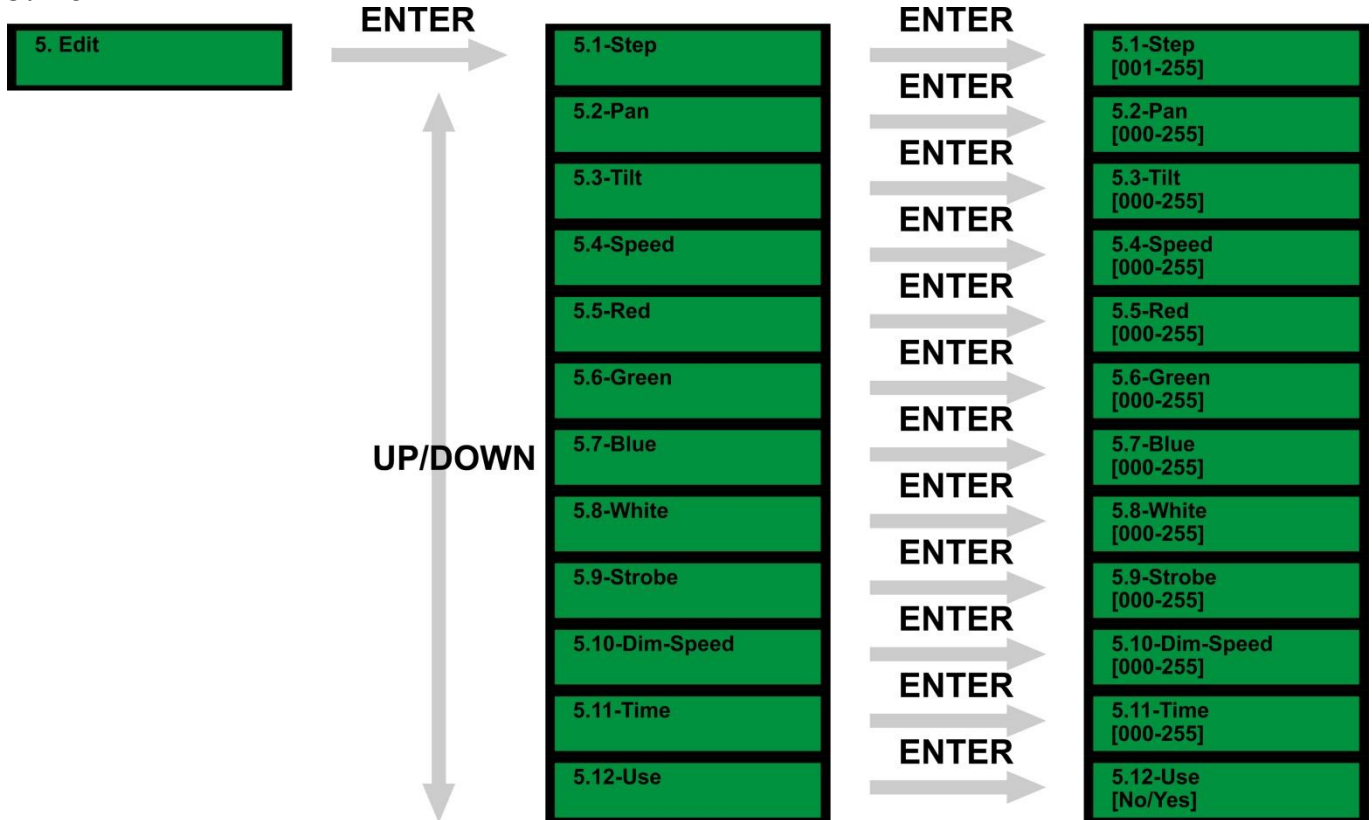 5. Edit
ENTER
UP/DOWN
5.1-Step
5.2-Pan
5.3-Tilt
5.4-Speed
5.5-Red
5.6-Green
5.7-Blue
5.8-White
5.9-Strobe
5.10-Dim-Speed
5.11-Time
5.12-Use
ENTER
ENTER
ENTER
ENTER
ENTER
ENTER
ENTER
ENTER
ENTER
ENTER
ENTER
ENTER
5.1-Step
[001-255]
5.2-Pan
[000-255]
5.3-Tilt
[000-255]
5.4-Speed
[000-255]
5.5-Red
[000-255]
5.6-Green
[000-255]
5.7-Blue
[000-255]
5.8-White
[000-255]
5.9-Strobe
[000-255]
5.10-Dim-Speed
[000-255]
5.11-Time
[000-255]
5.12-Use
[No/Yes]